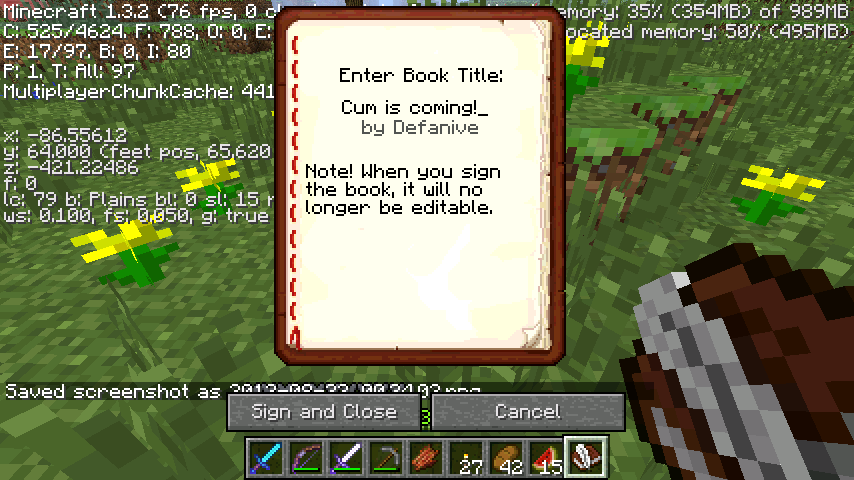 Minecraft 1.3.2 (76 fps, 0
emory: 35% (354MB) of 989MB
C: 525/4624, F: 788, O: 0, E:
ocated memory: 50% (495MB)
E: 17/97, B: 0, I: 80
P: 1, T: All: 97
MultiplayerChunkCache: 441
x: -86.55612
y: 64.000 (feet pos, 65,620
z: -421.22486
f: 0
lc: 79 b: Plains bl: 0 sl: 15
ws: 0.100, fs: 0.050, g: true
Enter Book Title:
Cum is coming!_
by Defanive
Note! When you sign
the book, it will no
longer be editable.
Saved screenshot as
Sign and Close
Cancel
27
42
15